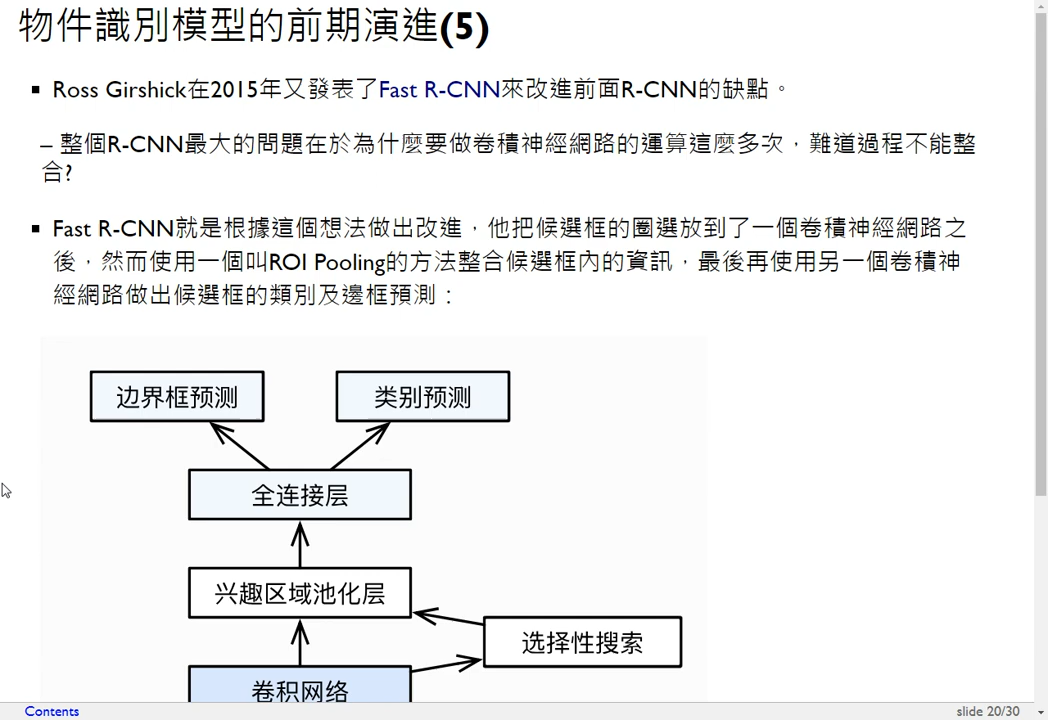 物件識別模型的前期演進(5)
▪ Ross Girshick在2015年又發表了Fast R-CNN來改進前面R-CNN的缺點。
– 整個R-CNN最大的問題在於為什麼要做卷積神經網路的運算這麼多次，難道過程不能整
合?
▪ Fast R-CNN就是根據這個想法做出改進，他把候選框的圈選放到了一個卷積神經網路之
後，然而使用一個叫ROI Pooling的方法整合候選框內的資訊，最後再使用另一個卷積神
經網路做出候選框的類別及邊框預測：
边界框预测
类别预测
全连接层
兴趣区域池化层
选择性搜索
卷积网络
Contents
slide 20/30